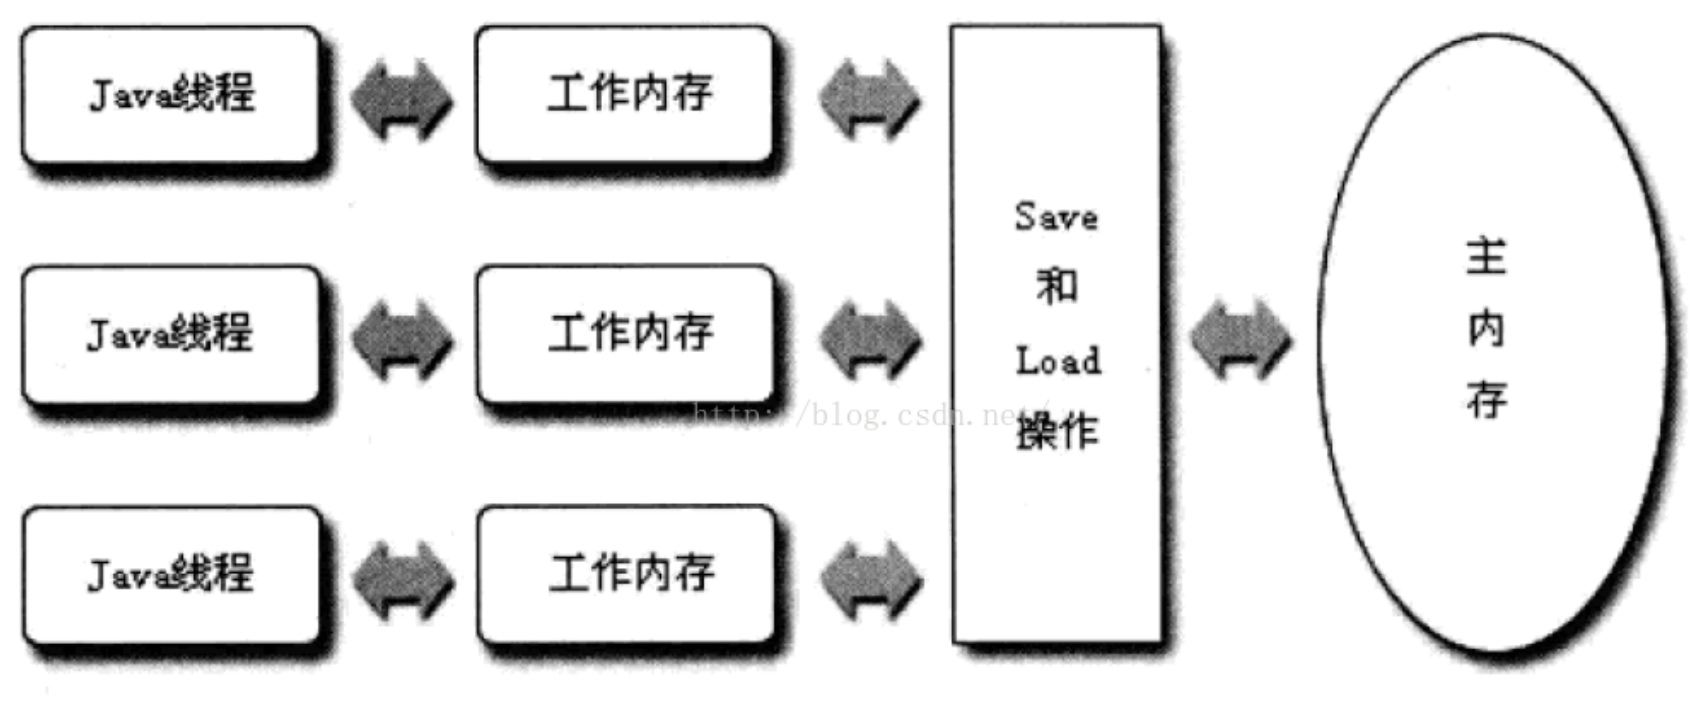 Java线程
工作内存
Java线程
工作内存
Java线程
工作内存
Save
和
Load
操作
主
内
存
http://blog.csdn.net/